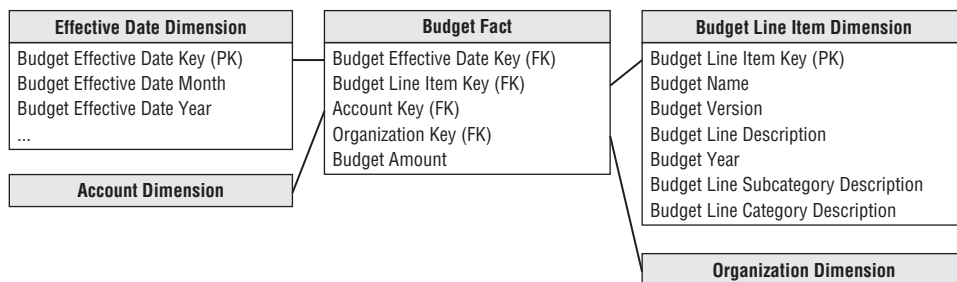 Effective Date Dimension
Budget Effective Date Key (PK)
Budget Effective Date Month
Budget Effective Date Year
...
Account Dimension
Budget Fact
Budget Effective Date Key (FK)
Budget Line Item Key (FK)
Account Key (FK)
Organization Key (FK)
Budget Amount
Budget Line Item Dimension
Budget Line Item Key (PK)
Budget Name
Budget Version
Budget Line Description
Budget Year
Budget Line Subcategory Description
Budget Line Category Description
Organization Dimension